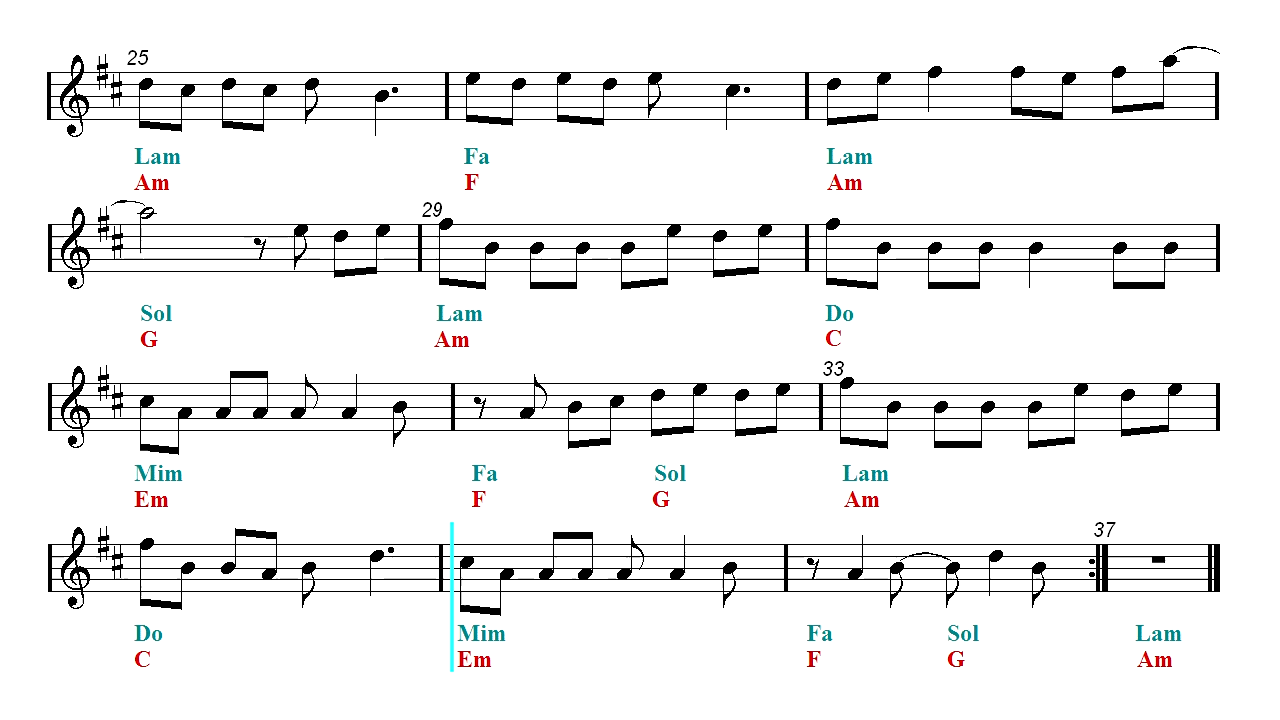 25
Lam Fa Lam
Am F Am
29
Sol Lam Do
G Am C
33
Mim Fa Sol Lam
Em F G Am
37
Do Mim Fa Sol Lam
C Em F G Am